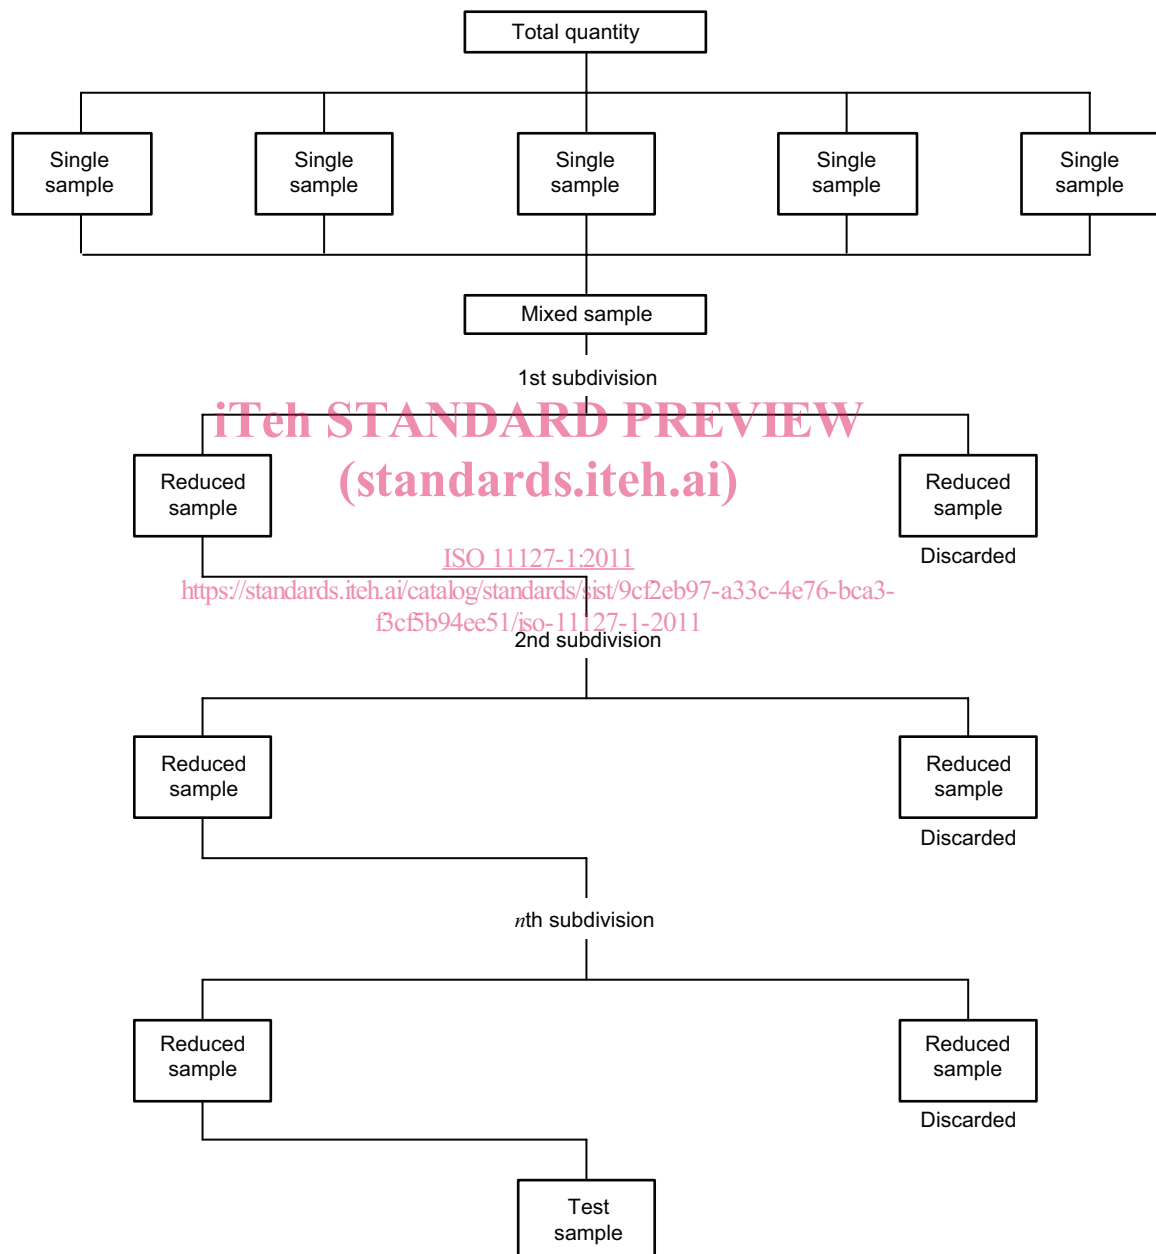 Total quantity
Single
sample
Single
sample
Single
sample
Single
sample
Single
sample
Mixed sample
1st subdivision
iTeh STANDARD PREVIEW
(standards.iteh.ai)
Reduced
sample
Reduced
sample
Discarded
ISO 11127-1:2011
https://standards.iteh.ai/catalog/standards/sist/9cf2eb97-a33c-4e76-bca3-
f3cf5b94ee51/iso-11127-1-2011
2nd subdivision
Reduced
sample
Reduced
sample
Discarded
nth subdivision
Reduced
sample
Reduced
sample
Discarded
Test
sample